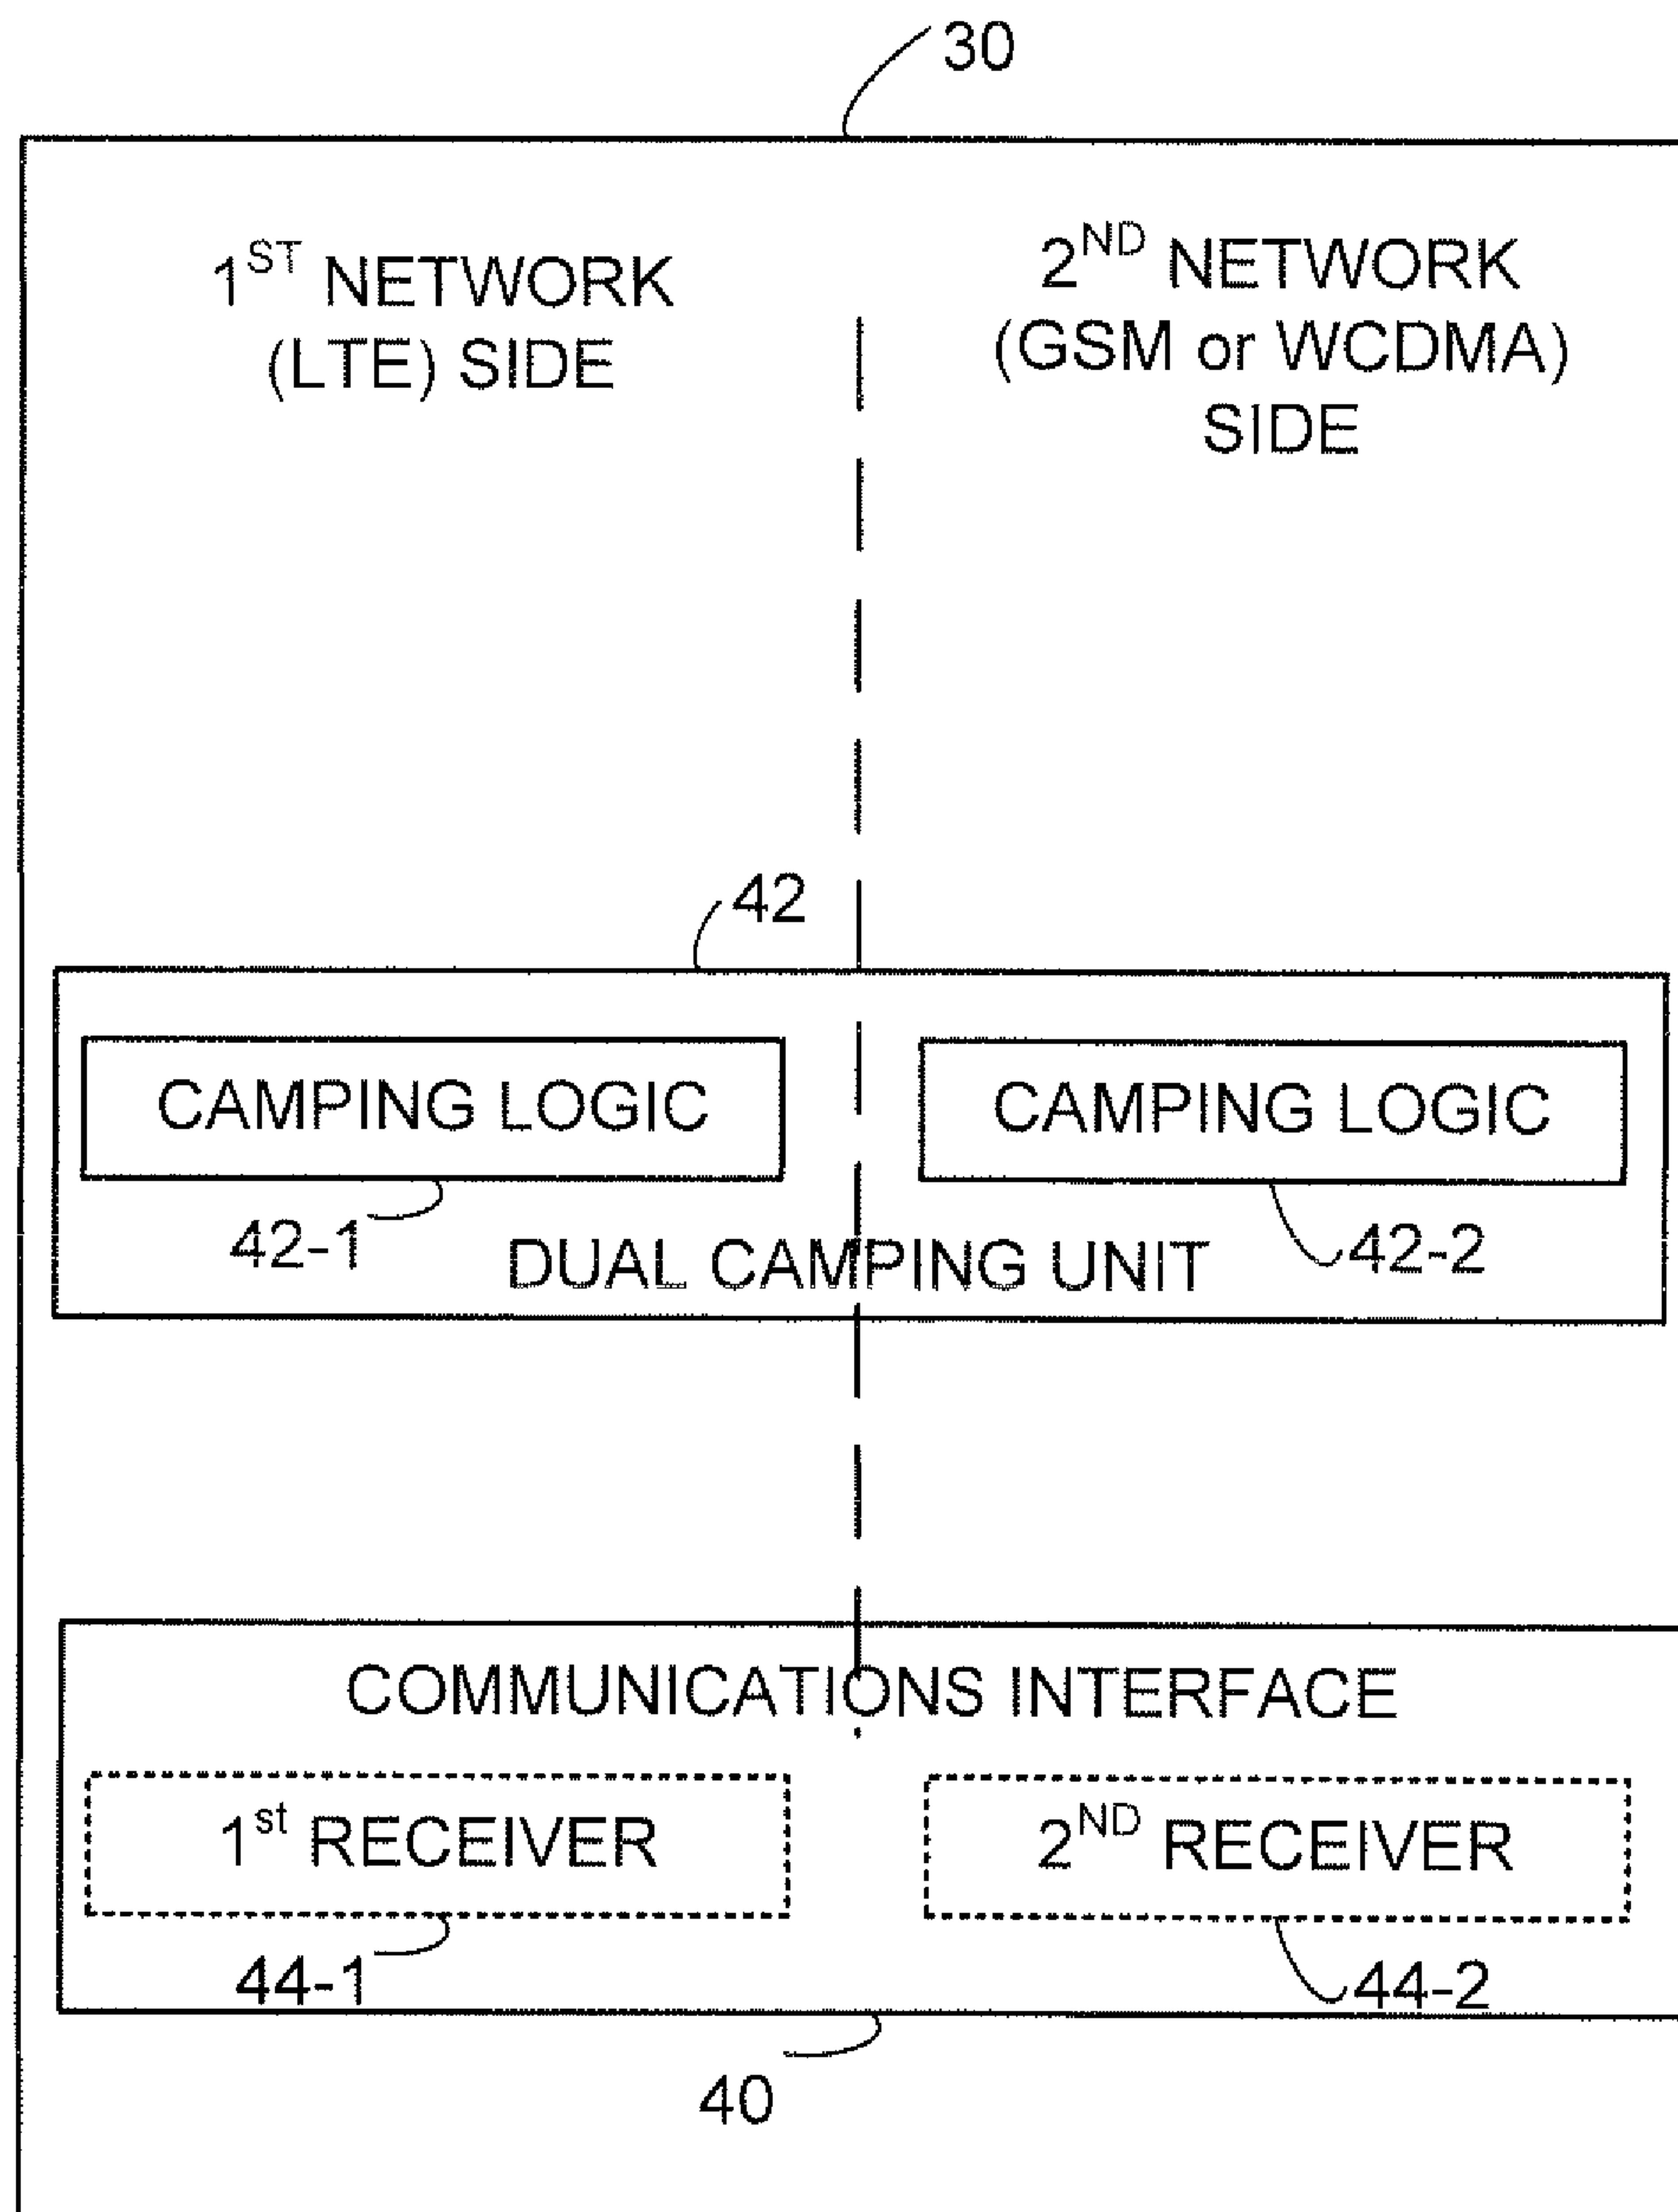 30
1ST NETWORK
(LTE) SIDE
2ND NETWORK
(GSM or WCDMA)
SIDE
42
CAMPING LOGIC
CAMPING LOGIC
42-1
42-2
DUAL CAMPING UNIT
COMMUNICATIONS INTERFACE
1st RECEIVER
2ND RECEIVER
44-1
44-2
40